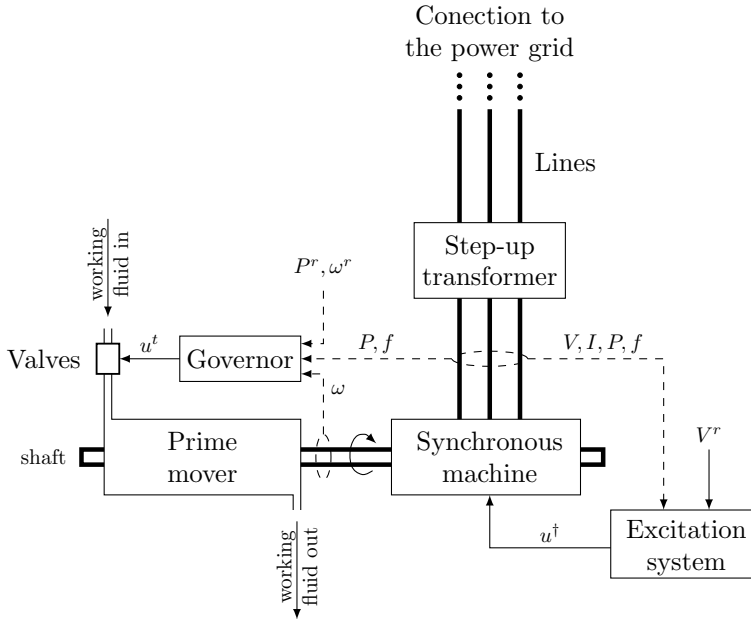 Conection to
the power grid
Lines
working
fluid in
Step-up
transformer
P^r, ω^r
Valves
u^t
Governor
P, f
V, I, P, f
ω
shaft
Prime
mover
Synchronous
machine
V^r
working
fluid out
u^†
Excitation
system